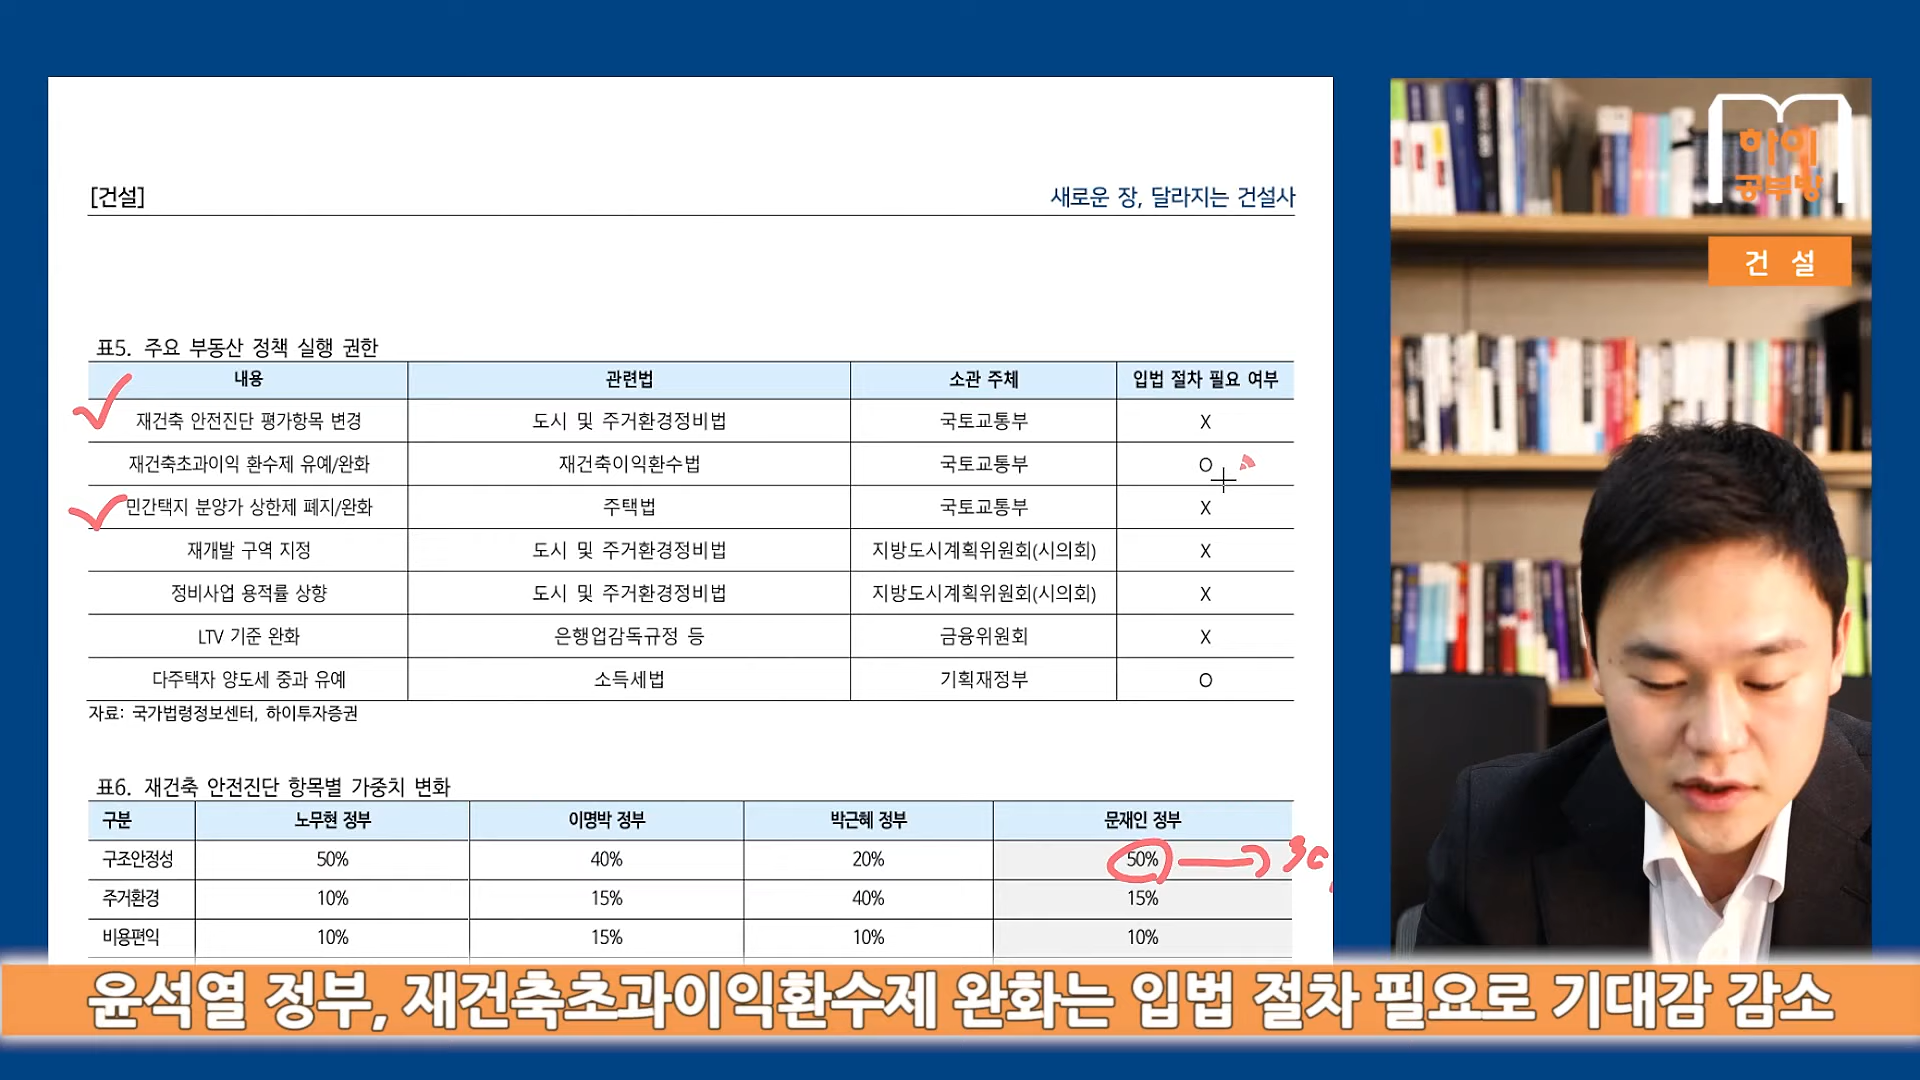 [건설]
새로운 장, 달라지는 건설사
하이
공부방
건 설
표5. 주요 부동산 정책 실행 권한
내용 관련법 소관 주체 입법 절차 필요 여부
재건축 안전진단 평가항목 변경 도시 및 주거환경정비법 국토교통부 X
재건축초과이익 환수제 유예/완화 재건축이익환수법 국토교통부 O
민간택지 분양가 상한제 폐지/완화 주택법 국토교통부 X
재개발 구역 지정 도시 및 주거환경정비법 지방도시계획위원회(시의회) X
정비사업 용적률 상향 도시 및 주거환경정비법 지방도시계획위원회(시의회) X
LTV 기준 완화 은행업감독규정 등 금융위원회 X
다주택자 양도세 중과 유예 소득세법 기획재정부 O
자료: 국가법령정보센터, 하이투자증권
표6. 재건축 안전진단 항목별 가중치 변화
구분 노무현 정부 이명박 정부 박근혜 정부 문재인 정부
구조안정성 50% 40% 20% 50% 30
주거환경 10% 15% 40% 15%
비용편익 10% 15% 10% 10%
윤석열 정부, 재건축초과이익환수제 완화는 입법 절차 필요로 기대감 감소